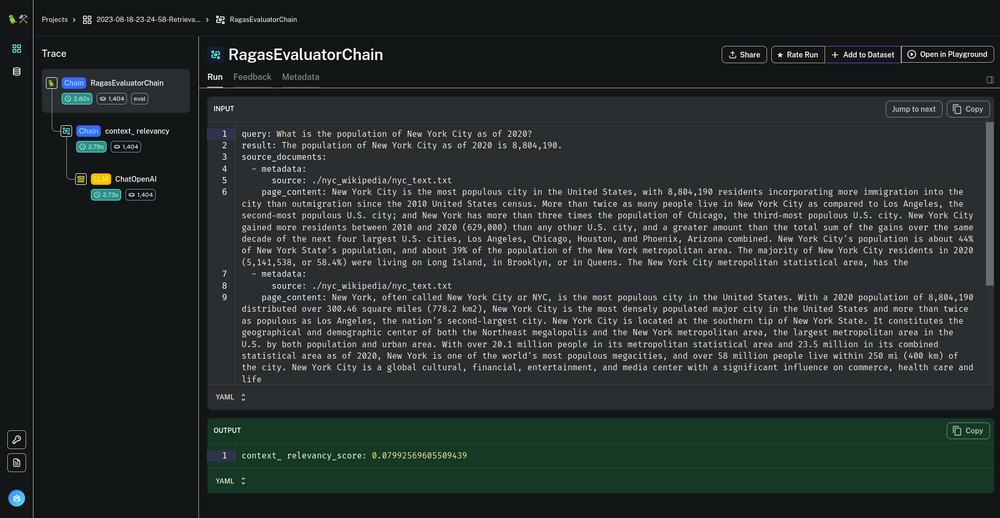 Projects > 2023-08-18-23-24-58-Retrieva... > RagasEvaluatorChain
Trace
Chain RagasEvaluatorChain
2.82s 1,404 eval
Chain context_ relevancy
2.79s 1,404
LLM ChatOpenAI
2.73s 1,404
RagasEvaluatorChain
Share
Rate Run
Add to Dataset
Open in Playground
Run Feedback Metadata
INPUT
Jump to next
Copy
1 query: What is the population of New York City as of 2020?
2 result: The population of New York City as of 2020 is 8,804,190.
3 source_documents:
4 - metadata:
5 source: ./nyc_wikipedia/nyc_text.txt
6 page_content: New York City is the most populous city in the United States, with 8,804,190 residents incorporating more immigration into the
city than outmigration since the 2010 United States census. More than twice as many people live in New York City as compared to Los Angeles, the
second-most populous U.S. city; and New York has more than three times the population of Chicago, the third-most populous U.S. city. New York City
gained more residents between 2010 and 2020 (629,000) than any other U.S. city, and a greater amount than the total sum of the gains over the same
decade of the next four largest U.S. cities, Los Angeles, Chicago, Houston, and Phoenix, Arizona combined. New York City's population is about 44%
of New York State's population, and about 39% of the population of the New York metropolitan area. The majority of New York City residents in 2020
(5,141,538, or 58.4%) were living on Long Island, in Brooklyn, or in Queens. The New York City metropolitan statistical area, has the
7 - metadata:
8 source: ./nyc_wikipedia/nyc_text.txt
9 page_content: New York, often called New York City or NYC, is the most populous city in the United States. With a 2020 population of 8,804,190
distributed over 300.46 square miles (778.2 km2), New York City is the most densely populated major city in the United States and more than twice
as populous as Los Angeles, the nation's second-largest city. New York City is located at the southern tip of New York State. It constitutes the
geographical and demographic center of both the Northeast megalopolis and the New York metropolitan area, the largest metropolitan area in the
U.S. by both population and urban area. With over 20.1 million people in its metropolitan statistical area and 23.5 million in its combined
statistical area as of 2020, New York is one of the world's most populous megacities, and over 58 million people live within 250 mi (400 km) of
the city. New York City is a global cultural, financial, entertainment, and media center with a significant influence on commerce, health care and
life
YAML
OUTPUT
Copy
1 context_ relevancy_score: 0.07992569605509439
YAML